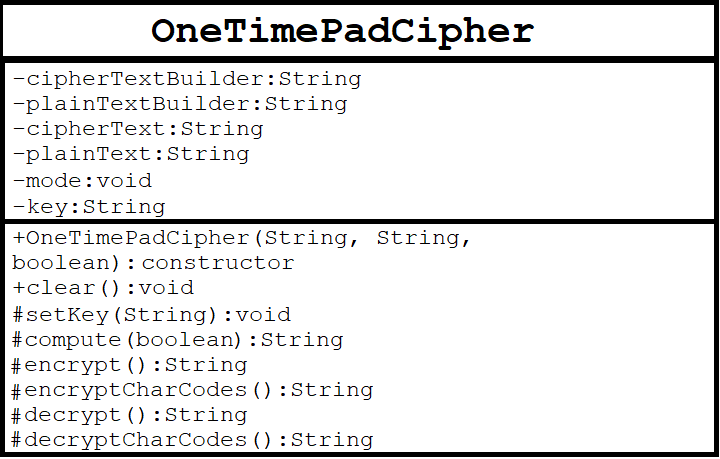 OneTimePadCipher
-cipherTextBuilder:String
-plainTextBuilder:String
-cipherText:String
-plainText:String
-mode:void
-key:String
+OneTimePadCipher(String, String,
boolean):constructor
+clear():void
#setKey(String):void
#compute(boolean):String
#encrypt():String
#encryptCharCodes():String
#decrypt():String
#decryptCharCodes():String